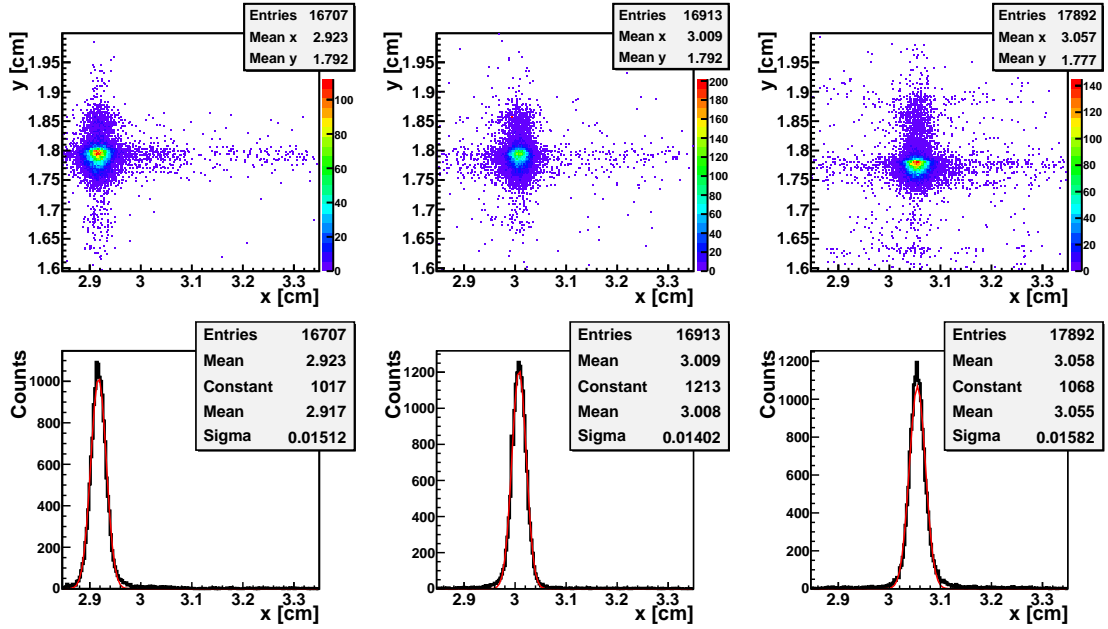 Entries 16707
Mean x 2.923
Mean y 1.792
y [cm]
1.95
1.9
1.85
1.8
1.75
1.7
1.65
1.6
2.9 3 3.1 3.2 3.3
x [cm]
100
80
60
40
20
0
Entries 16913
Mean x 3.009
Mean y 1.792
y [cm]
1.95
1.9
1.85
1.8
1.75
1.7
1.65
1.6
2.9 3 3.1 3.2 3.3
x [cm]
200
180
160
140
120
100
80
60
40
20
0
Entries 17892
Mean x 3.057
Mean y 1.777
y [cm]
1.95
1.9
1.85
1.8
1.75
1.7
1.65
1.6
2.9 3 3.1 3.2 3.3
x [cm]
140
120
100
80
60
40
20
0
Entries 16707
Mean 2.923
Constant 1017
Mean 2.917
Sigma 0.01512
Counts
1000
800
600
400
200
0
2.9 3 3.1 3.2 3.3
x [cm]
Entries 16913
Mean 3.009
Constant 1213
Mean 3.008
Sigma 0.01402
Counts
1200
1000
800
600
400
200
0
2.9 3 3.1 3.2 3.3
x [cm]
Entries 17892
Mean 3.058
Constant 1068
Mean 3.055
Sigma 0.01582
Counts
1200
1000
800
600
400
200
0
2.9 3 3.1 3.2 3.3
x [cm]